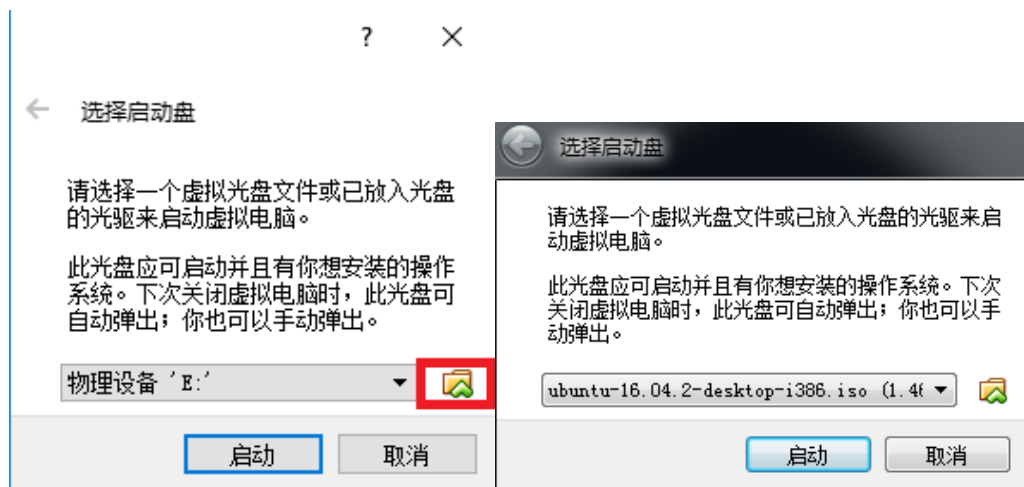 ?
选择启动盘
请选择一个虚拟光盘文件或已放入光盘
的光驱来启动虚拟电脑。
此光盘应可启动并且有你想安装的操作
系统。下次关闭虚拟电脑时，此光盘可
自动弹出；你也可以手动弹出。
物理设备 'E:'
启动
取消
选择启动盘
请选择一个虚拟光盘文件或已放入光盘的光驱来启
动虚拟电脑。
此光盘应可启动并且有你想安装的操作系统。下次
关闭虚拟电脑时，此光盘可自动弹出；你也可以手
动弹出。
ubuntu-16.04.2-desktop-i386.iso (1.4
启动
取消